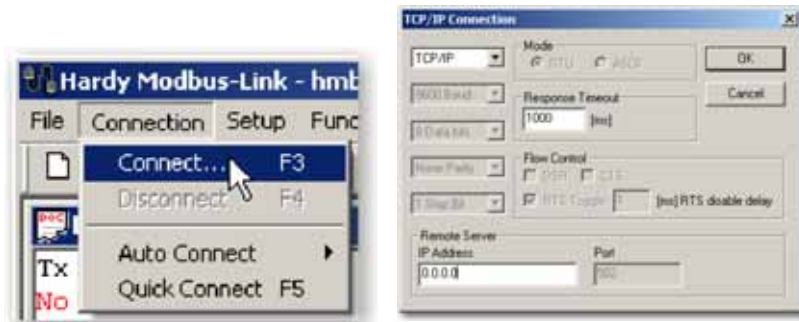 Hardy Modbus-Link - hmb
File Connection Setup Func
Connect... F3
Disconnect F4
Auto Connect
Quick Connect F5
Tx
No
TCP/IP Connection
TCP/IP
Mode
RTU ASCII
OK
9600 Baud
Response Timeout
Cancel
1000 [ms]
8 Data bits
Flow Control
None Parity
DSR CTS
1 Stop Bit
RTS Toggle 1 [ms] RTS disable delay
Remote Server
IP Address Port
0.0.0.0